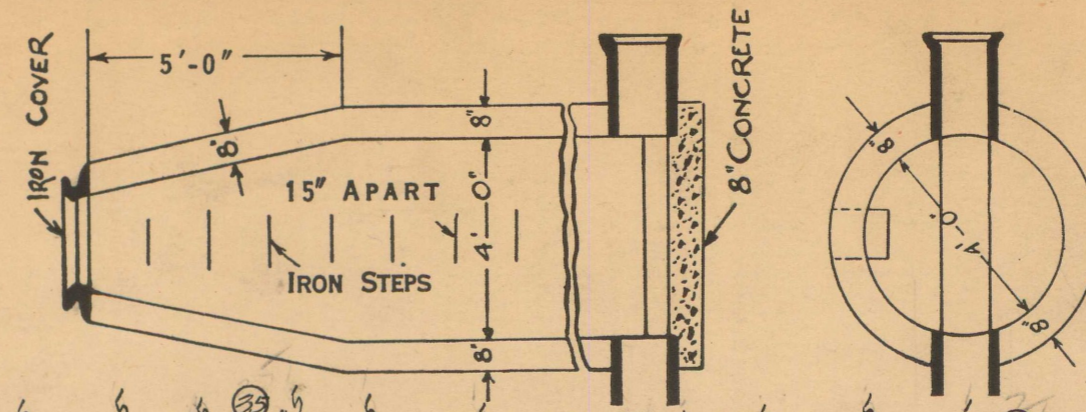 IRON COVER
5'-0"
8"
8"
15" APART
4'-0"
IRON STEPS
8"
8" CONCRETE
8"
4'-0"
8"
35